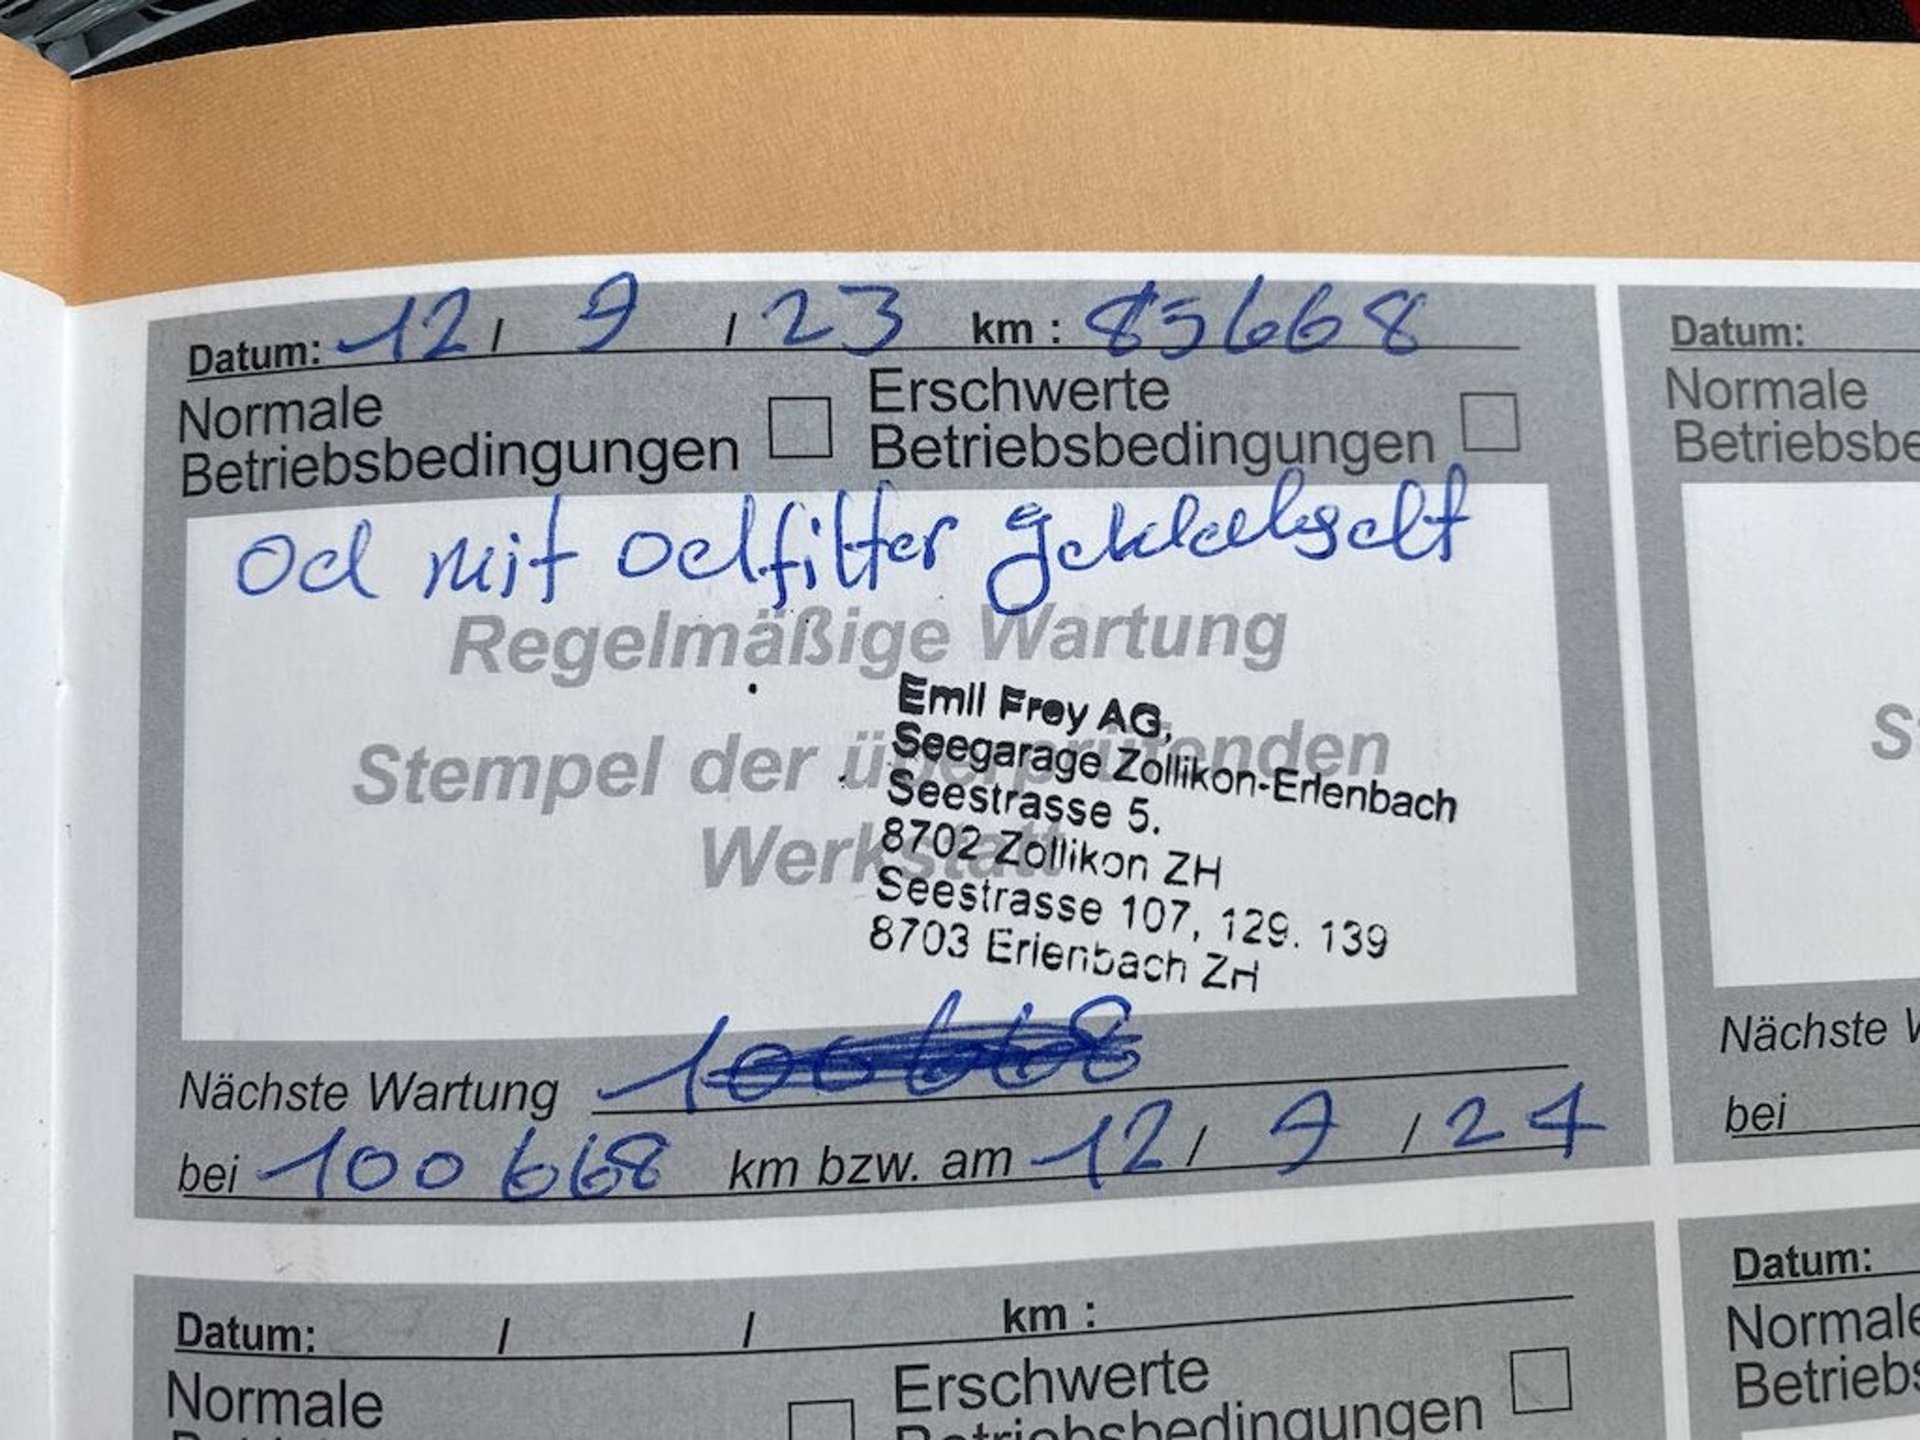 Datum: 12 / 9 / 23 km : 85668
Normale Betriebsbedingungen
Erschwerte Betriebsbedingungen
Oel mit oelfilter
Regelmäßige Wartung
Stempel der überprüfenden
Werkstatt
Emil Frey AG,
Seegarage Zollikon-Erlenbach
Seestrasse 5.
8702 Zollikon ZH
Seestrasse 107, 129. 139
8703 Erlenbach ZH
Nächste Wartung 100668
bei 100 668 km bzw. am 12 / 9 / 24
Datum: / / km :
Normale
Erschwerte
Betriebsbedingungen
Datum:
Normale
Betriebsbe
St
Nächste W
bei
Datum:
Normale
Betriebs